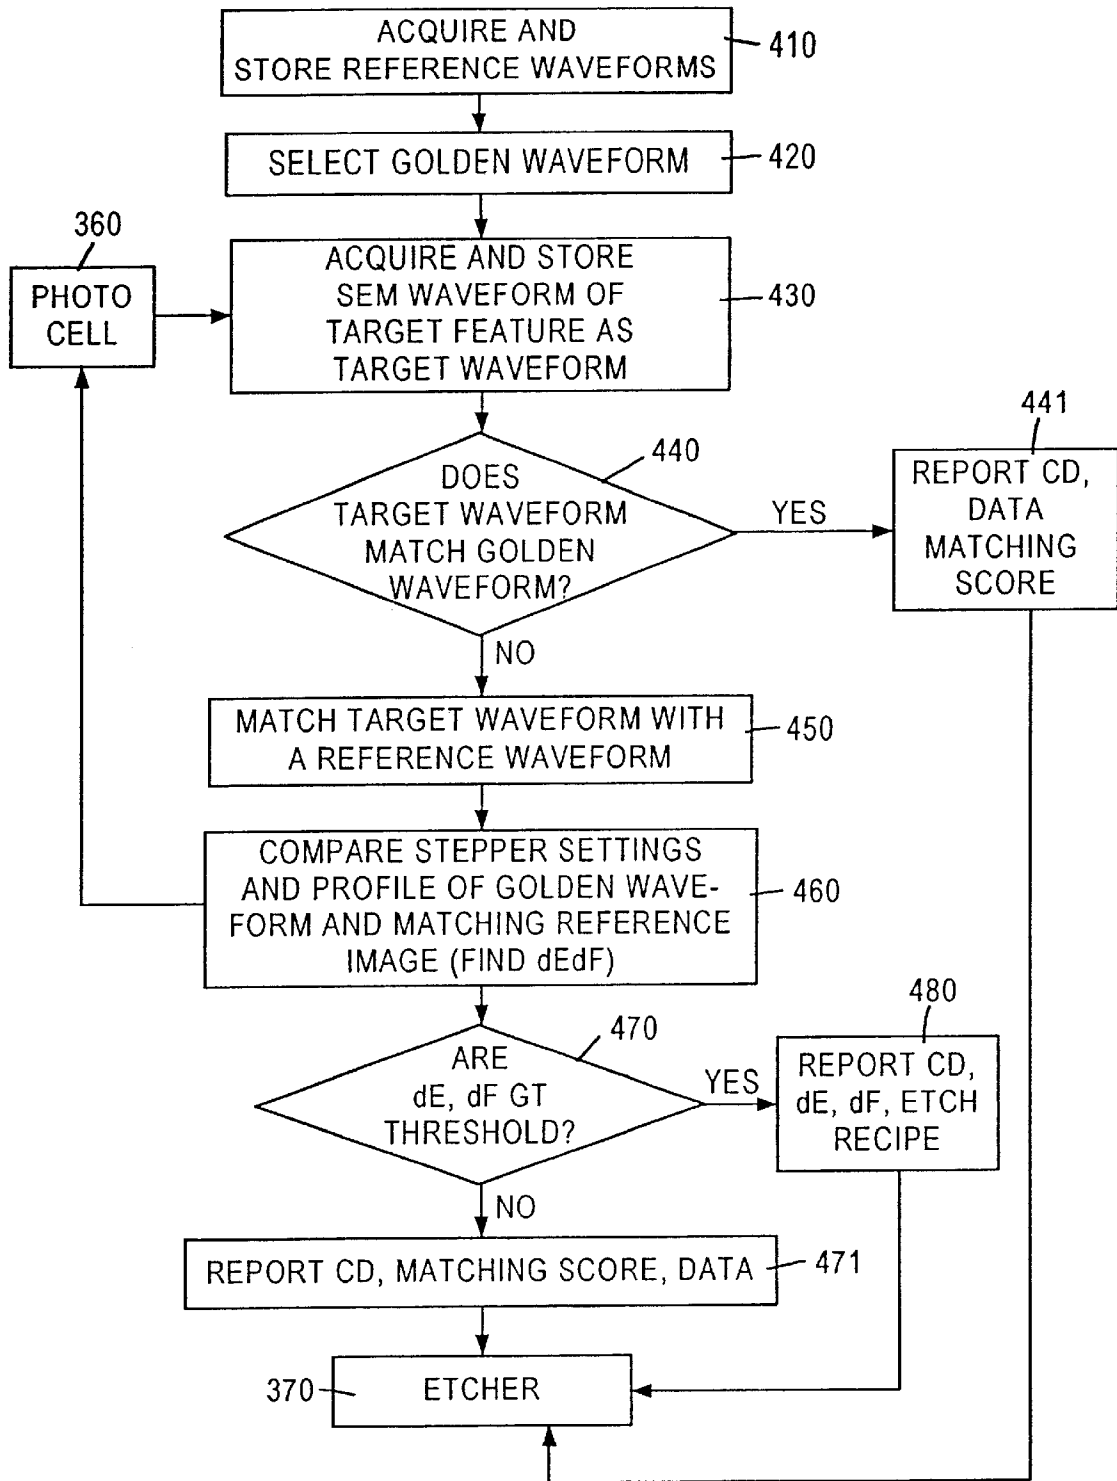 ACQUIRE AND
STORE REFERENCE WAVEFORMS
410
SELECT GOLDEN WAVEFORM
420
360
PHOTO
CELL
ACQUIRE AND STORE
SEM WAVEFORM OF
TARGET FEATURE AS
TARGET WAVEFORM
430
440
DOES
TARGET WAVEFORM
MATCH GOLDEN
WAVEFORM?
YES
441
REPORT CD,
DATA
MATCHING
SCORE
NO
MATCH TARGET WAVEFORM WITH
A REFERENCE WAVEFORM
450
COMPARE STEPPER SETTINGS
AND PROFILE OF GOLDEN WAVE-
FORM AND MATCHING REFERENCE
IMAGE (FIND dEdF)
460
470
ARE
dE, dF GT
THRESHOLD?
YES
480
REPORT CD,
dE, dF, ETCH
RECIPE
NO
REPORT CD, MATCHING SCORE, DATA
471
370
ETCHER